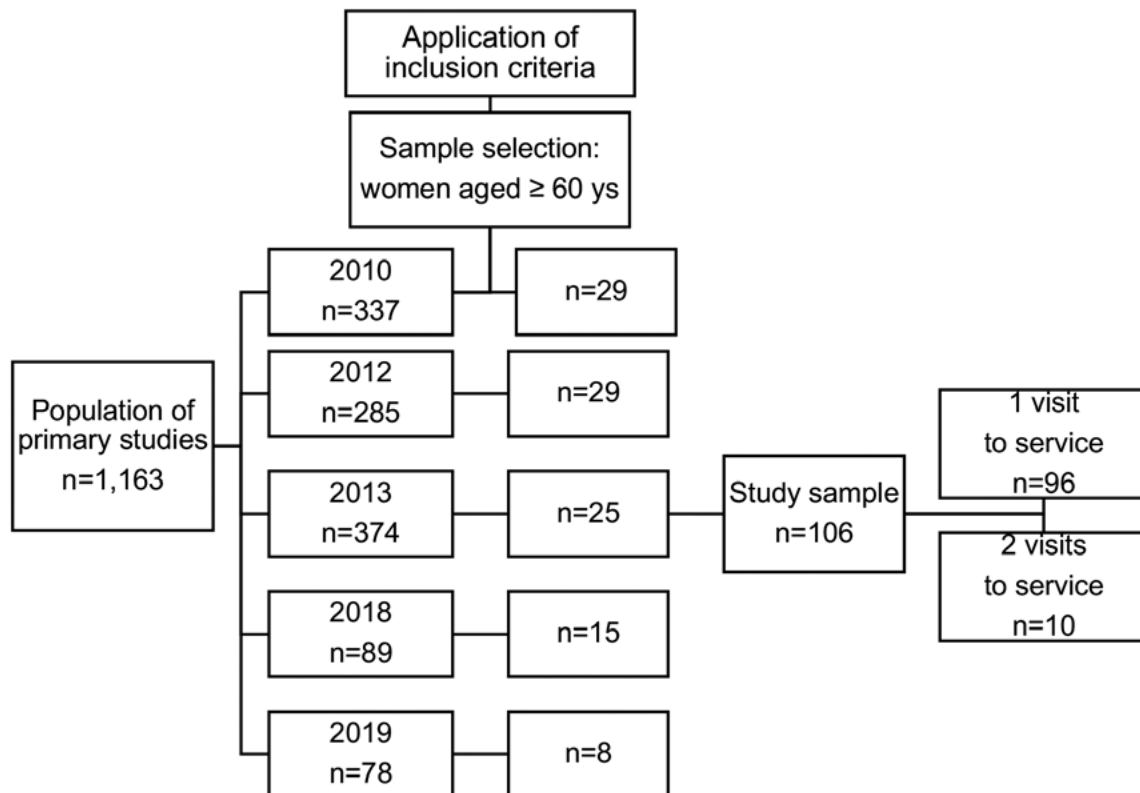 Application of
inclusion criteria
Sample selection:
women aged ≥ 60 ys
2010
n=337
n=29
2012
n=285
n=29
Population of
primary studies
n=1,163
2013
n=374
n=25
Study sample
n=106
1 visit
to service
n=96
2 visits
to service
n=10
2018
n=89
n=15
2019
n=78
n=8